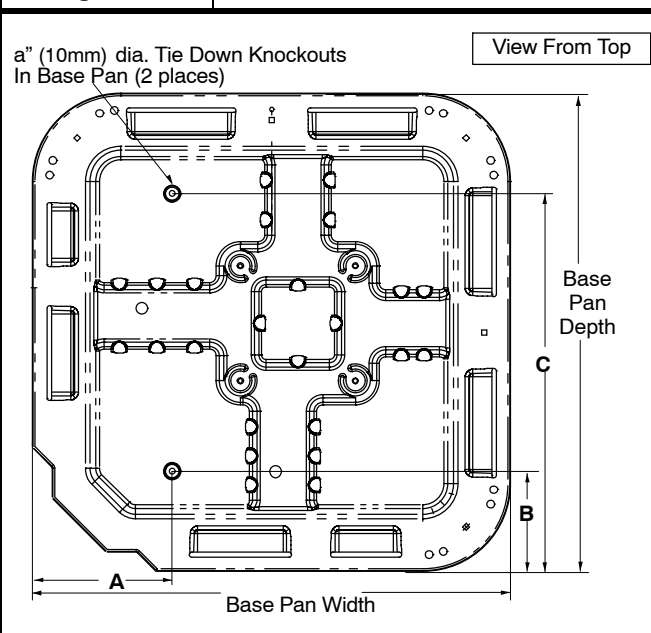 View From Top
a” (10mm) dia. Tie Down Knockouts
In Base Pan (2 places)
Base
Pan
Depth
C
B
A
Base Pan Width